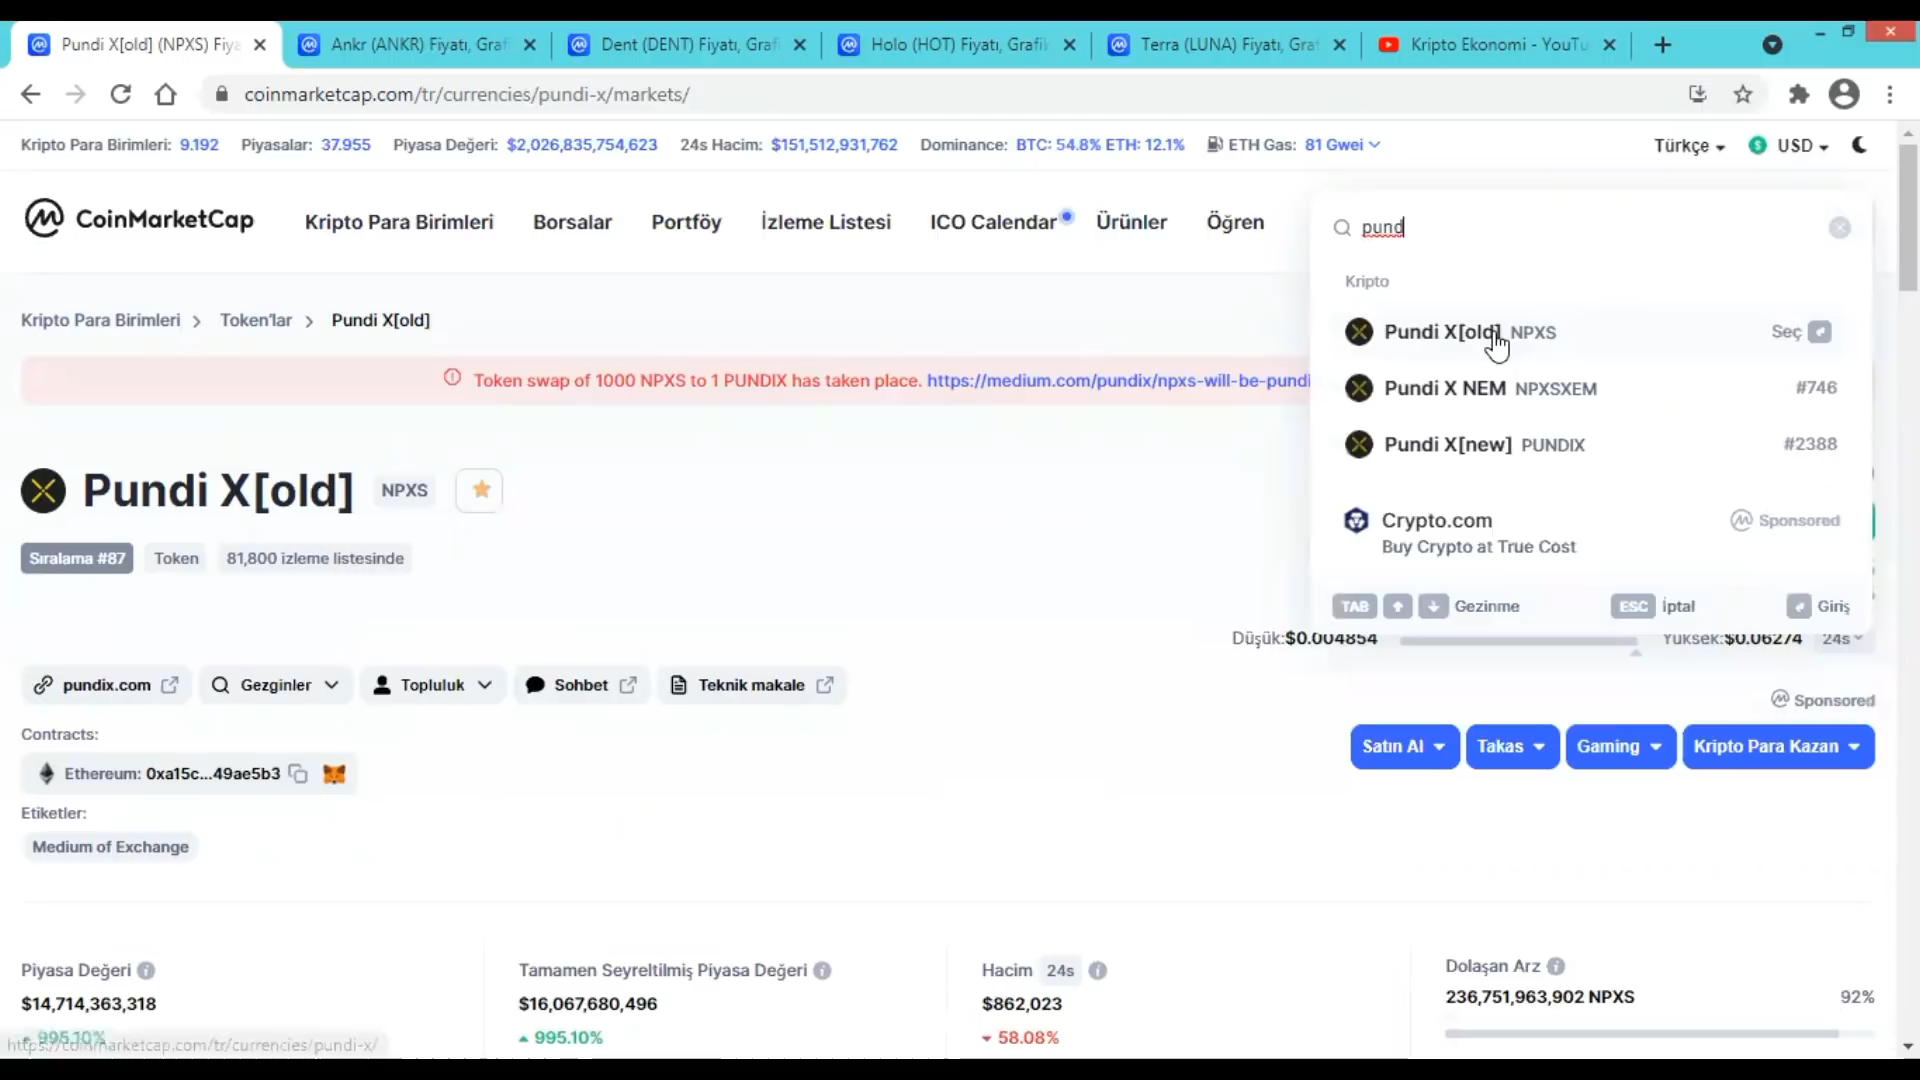 Pundi X[old] (NPXS) Fiya
Ankr (ANKR) Fiyatı, Graf
Dent (DENT) Fiyatı, Graf
Holo (HOT) Fiyatı, Grafik
Terra (LUNA) Fiyatı, Graf
Kripto Ekonomi - YouTu
coinmarketcap.com/tr/currencies/pundi-x/markets/
Kripto Para Birimleri: 9.192 Piyasalar: 37.955 Piyasa Değeri: $2,026,835,754,623 24s Hacim: $151,512,931,762 Dominance: BTC: 54.8% ETH: 12.1% ETH Gas: 81 Gwei
Türkçe $ USD
CoinMarketCap
Kripto Para Birimleri Borsalar Portföy İzleme Listesi ICO Calendar Ürünler Öğren
pund
Kripto
Pundi X[old] NPXS Seç
Pundi X NEM NPXSXEM #746
Pundi X[new] PUNDIX #2388
Crypto.com Sponsored
Buy Crypto at True Cost
TAB Gezinme ESC İptal Giriş
Kripto Para Birimleri > Token'lar > Pundi X[old]
Token swap of 1000 NPXS to 1 PUNDIX has taken place. https://medium.com/pundix/npxs-will-be-pundi
Pundi X[old] NPXS
Sıralama #87 Token 81,800 izleme listesinde
Düşük:$0.004854 Yüksek:$0.06274 24s
pundix.com Gezginler Topluluk Sohbet Teknik makale
Sponsored
Contracts:
Satın Al Takas Gaming Kripto Para Kazan
Ethereum: 0xa15c...49ae5b3
Etiketler:
Medium of Exchange
Piyasa Değeri
$14,714,363,318
995.10%
Tamamen Seyreltilmiş Piyasa Değeri
$16,067,680,496
995.10%
Hacim 24s
$862,023
58.08%
Dolaşan Arz
236,751,963,902 NPXS 92%
https://coinmarketcap.com/tr/currencies/pundi-x/